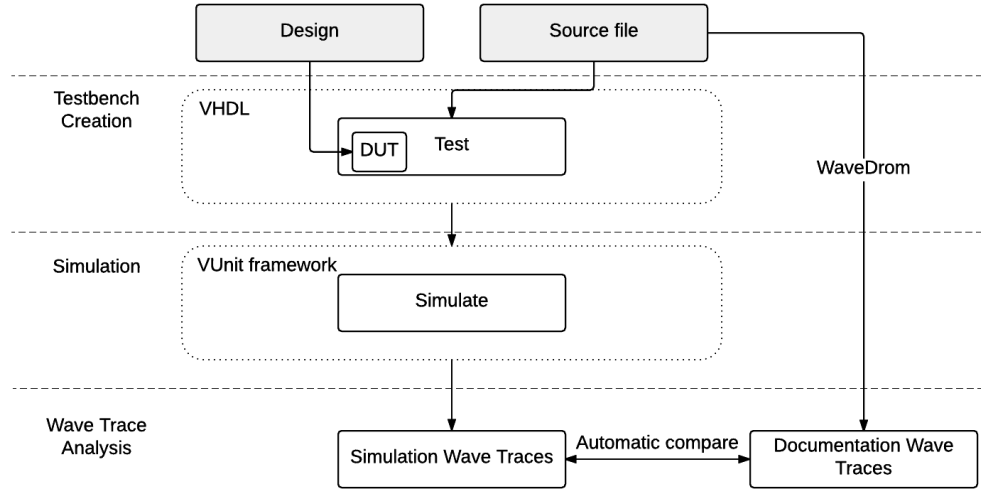 Design
Source file
Testbench
Creation
VHDL
DUT
Test
WaveDrom
Simulation
VUnit framework
Simulate
Wave Trace
Analysis
Simulation Wave Traces
Automatic compare
Documentation Wave
Traces